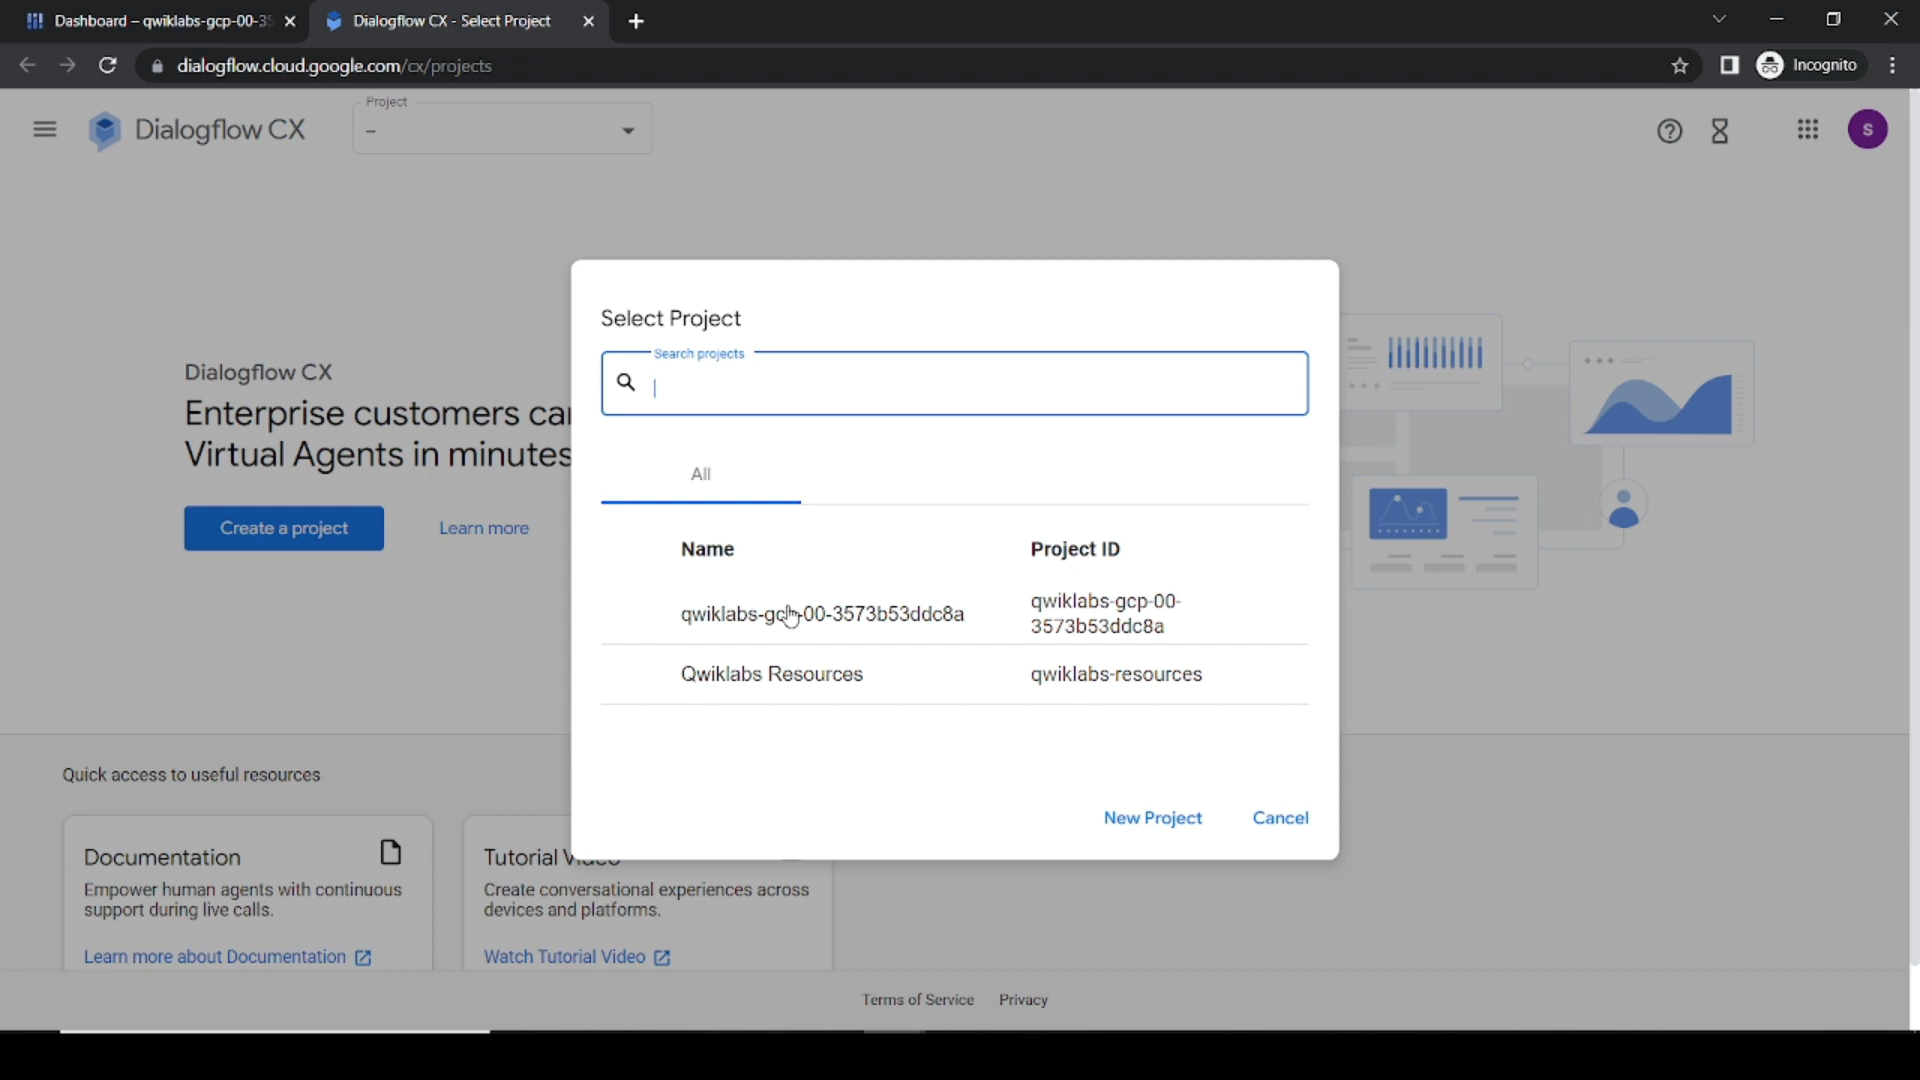 Dashboard – qwiklabs-gcp-00-35
Dialogflow CX - Select Project
dialogflow.cloud.google.com/cx/projects
Incognito
Dialogflow CX
Project
–
S
Select Project
Search projects
All
Name Project ID
qwiklabs-gcp-00-3573b53ddc8a
qwiklabs-gcp-00-
3573b53ddc8a
Qwiklabs Resources qwiklabs-resources
New Project Cancel
Dialogflow CX
Enterprise customers ca
Virtual Agents in minutes
Create a project Learn more
Quick access to useful resources
Documentation
Empower human agents with continuous
support during live calls.
Learn more about Documentation
Tutorial Video
Create conversational experiences across
devices and platforms.
Watch Tutorial Video
Terms of Service Privacy